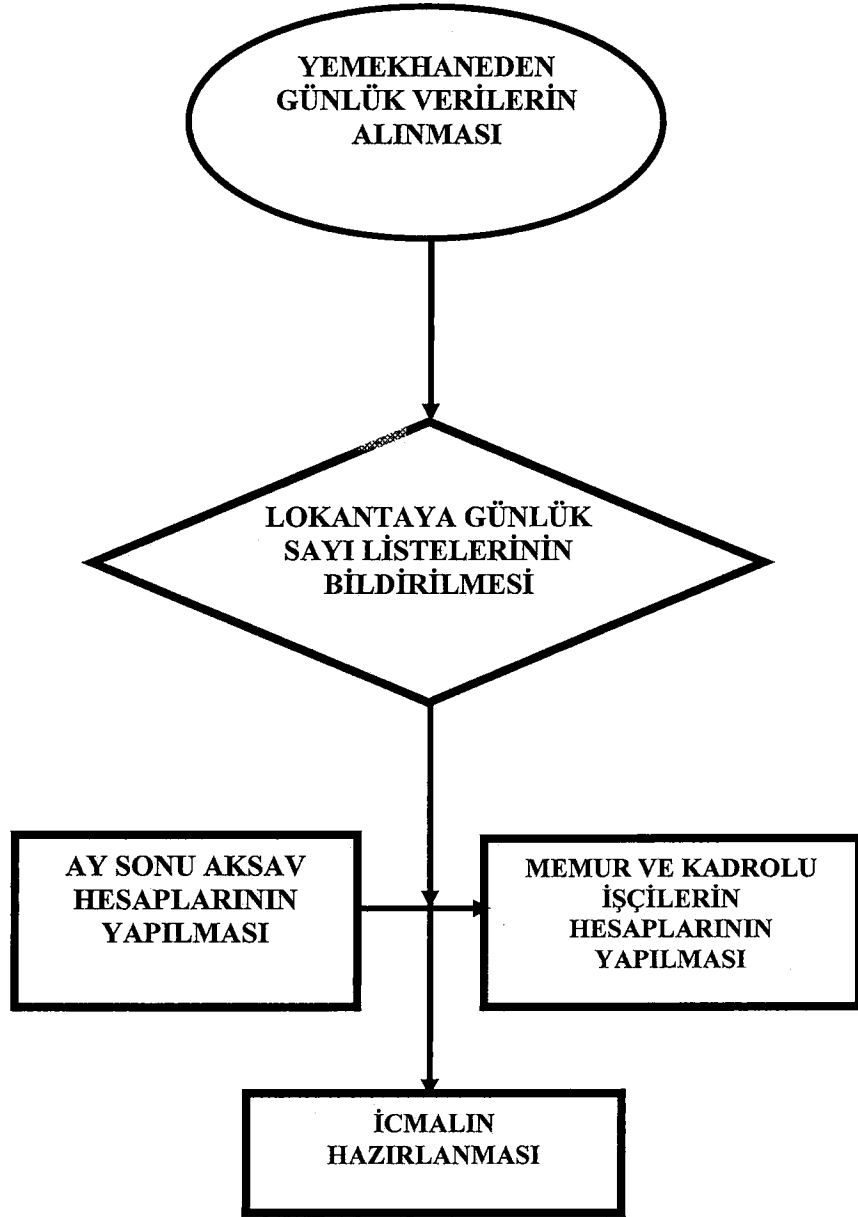 YEMEKHANEDEN
GÜNLÜK VERİLERİN
ALINMASI
LOKANTAYA GÜNLÜK
SAYI LİSTELERİNİN
BİLDİRİLMESİ
AY SONU AKSAV
HESAPLARININ
YAPILMASI
MEMUR VE KADROLU
İŞÇİLERİN
HESAPLARININ
YAPILMASI
İCMALIN
HAZIRLANMASI